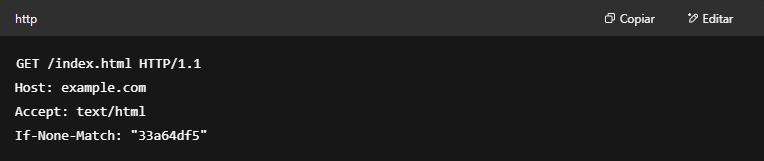 http Copiar Editar
GET /index.html HTTP/1.1
Host: example.com
Accept: text/html
If-None-Match: "33a64df5"